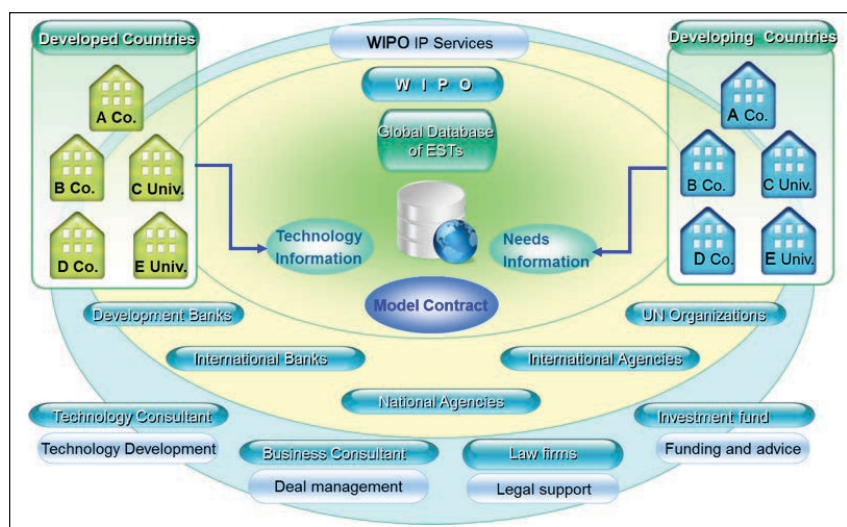 Developed Countries
A Co.
B Co.
C Univ.
D Co.
E Univ.
WIPO IP Services
W I P O
Global Database
of ESTs
Developing Countries
A Co.
B Co.
C Univ.
D Co.
E Univ.
Technology
Information
Needs
Information
Model Contract
Development Banks
UN Organizations
International Banks
International Agencies
National Agencies
Technology Consultant
Technology Development
Business Consultant
Deal management
Law firms
Legal support
Investment fund
Funding and advice